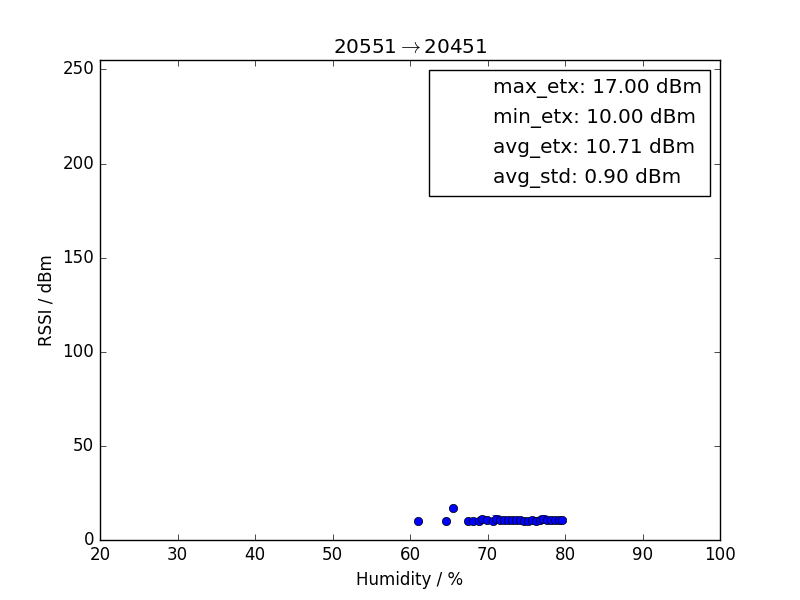 20551→20451
max_etx: 17.00 dBm
min_etx: 10.00 dBm
avg_etx: 10.71 dBm
avg_std: 0.90 dBm
RSSI / dBm
250
200
150
100
50
0
20 30 40 50 60 70 80 90 100
Humidity / %